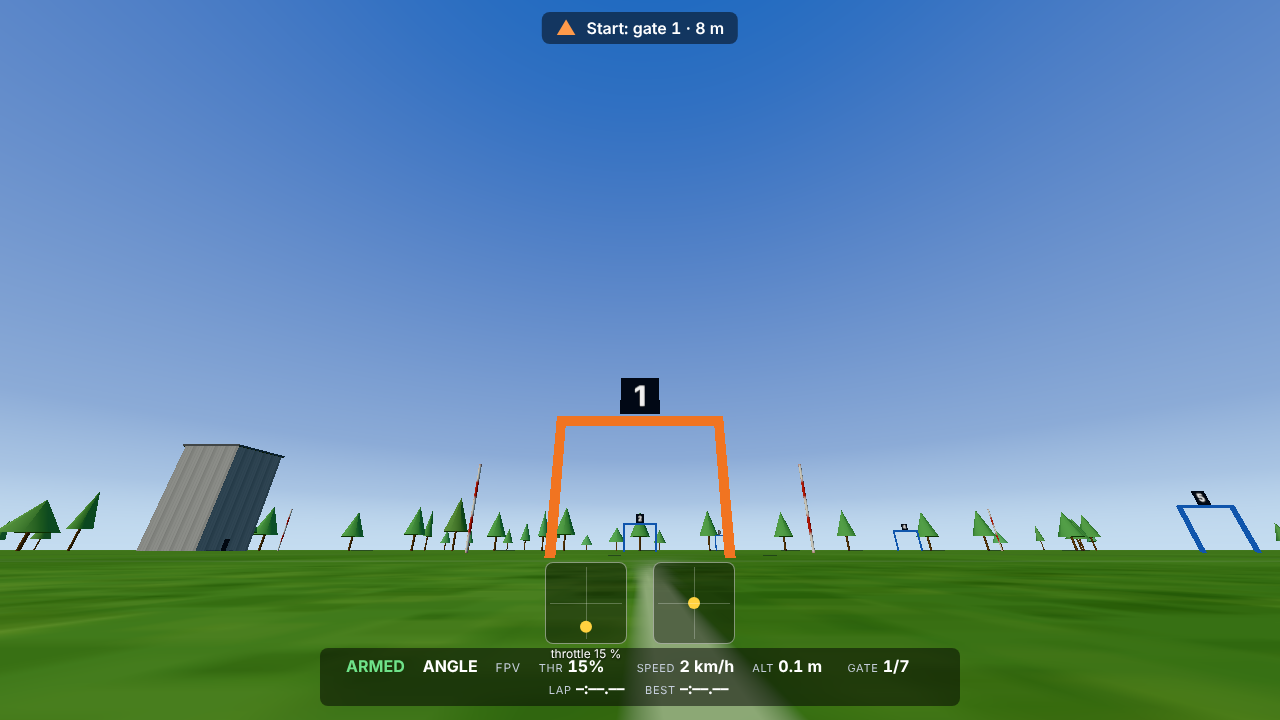 Start: gate 1 · 8 m
1
throttle 15 %
ARMED ANGLE FPV THR 15% SPEED 2 km/h ALT 0.1 m GATE 1/7
LAP –:––.–– BEST –:––.––